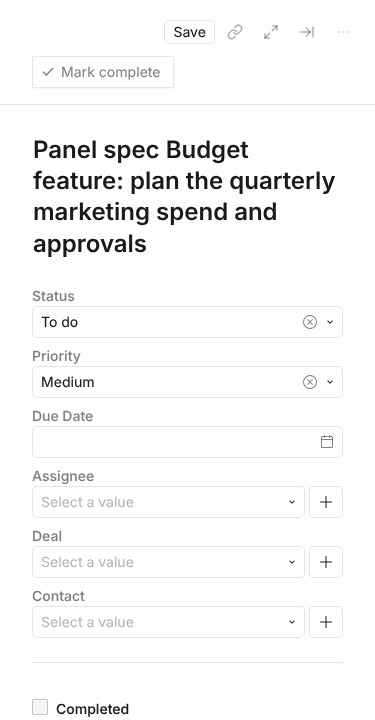 Save
Mark complete
Panel spec Budget
feature: plan the quarterly
marketing spend and
approvals
Status
To do
Priority
Medium
Due Date
Assignee
Select a value
Deal
Select a value
Contact
Select a value
Completed